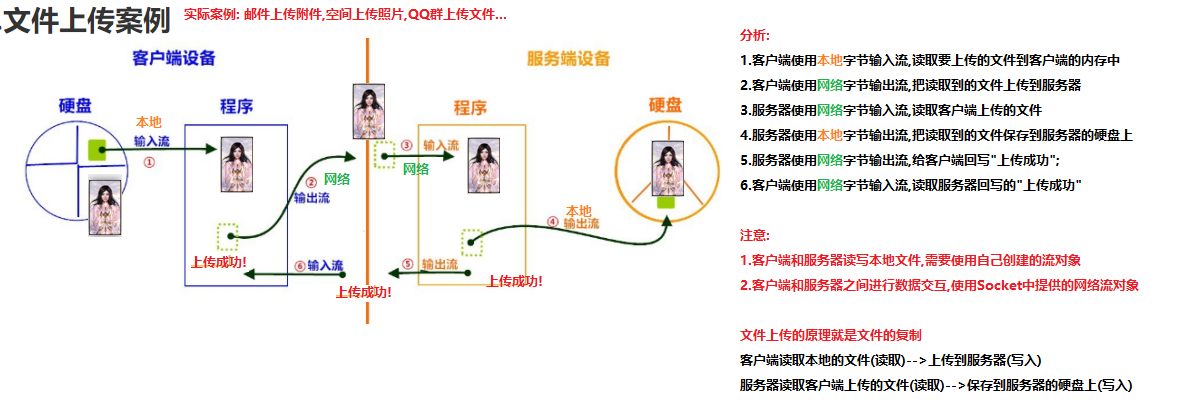 .文件上传案例
实际案例: 邮件上传附件,空间上传照片,QQ群上传文件...
客户端设备
服务端设备
硬盘
程序
程序
硬盘
本地
输入流
①
②
网络
输出流
③
输入流
网络
本地
④
输出流
上传成功!
⑥
输入流
上传成功!
⑤
输出流
上传成功!
分析:
1.客户端使用本地字节输入流,读取要上传的文件到客户端的内存中
2.客户端使用网络字节输出流,把读取到的文件上传到服务器
3.服务器使用网络字节输入流,读取客户端上传的文件
4.服务器使用本地字节输出流,把读取到的文件保存到服务器的硬盘上
5.服务器使用网络字节输出流,给客户端回写"上传成功";
6.客户端使用网络字节输入流,读取服务器回写的"上传成功"
注意:
1.客户端和服务器读写本地文件,需要使用自己创建的流对象
2.客户端和服务器之间进行数据交互,使用Socket中提供的网络流对象
文件上传的原理就是文件的复制
客户端读取本地的文件(读取)-->上传到服务器(写入)
服务器读取客户端上传的文件(读取)-->保存到服务器的硬盘上(写入)